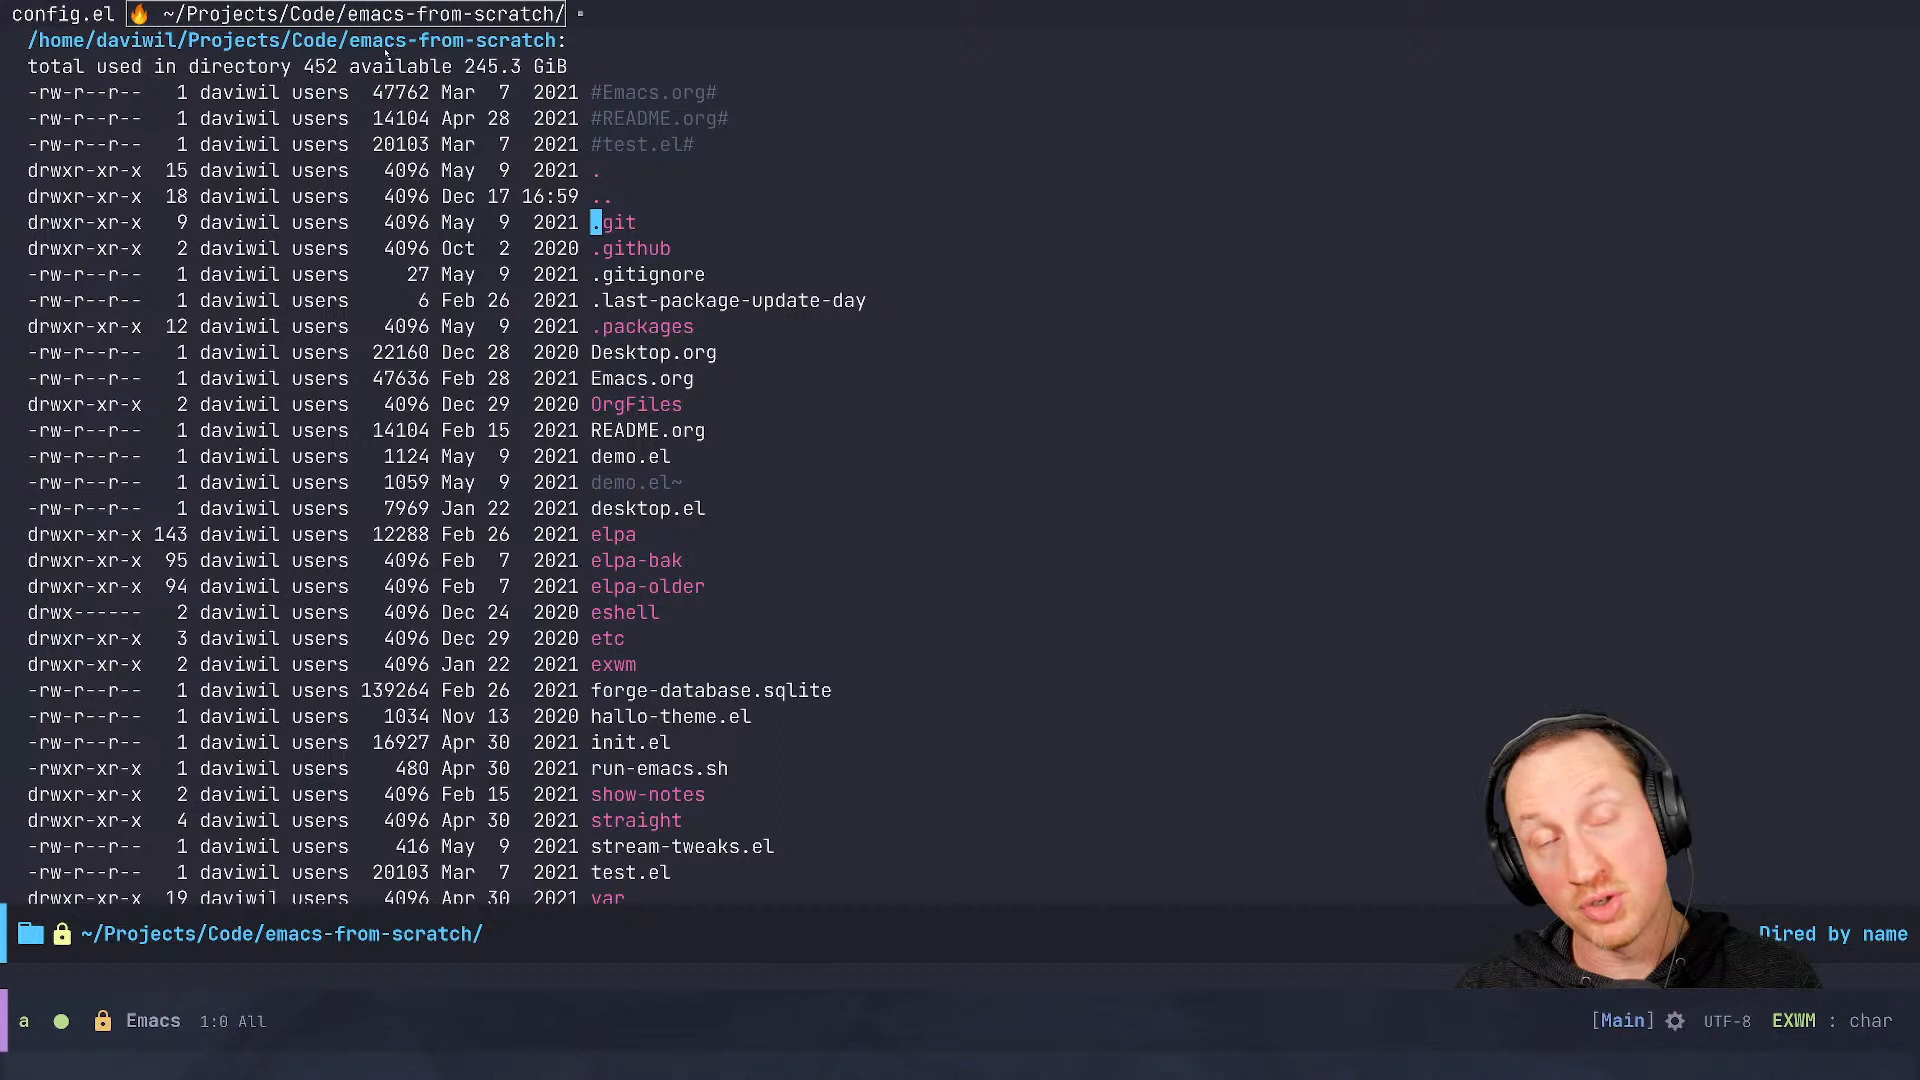 config.el 🔥 ~/Projects/Code/emacs-from-scratch/
/home/daviwil/Projects/Code/emacs-from-scratch:
total used in directory 452 available 245.3 GiB
-rw-r--r-- 1 daviwil users 47762 Mar 7 2021 #Emacs.org#
-rw-r--r-- 1 daviwil users 14104 Apr 28 2021 #README.org#
-rw-r--r-- 1 daviwil users 20103 Mar 7 2021 #test.el#
drwxr-xr-x 15 daviwil users 4096 May 9 2021 .
drwxr-xr-x 18 daviwil users 4096 Dec 17 16:59 ..
drwxr-xr-x 9 daviwil users 4096 May 9 2021 .git
drwxr-xr-x 2 daviwil users 4096 Oct 2 2020 .github
-rw-r--r-- 1 daviwil users 27 May 9 2021 .gitignore
-rw-r--r-- 1 daviwil users 6 Feb 26 2021 .last-package-update-day
drwxr-xr-x 12 daviwil users 4096 May 9 2021 .packages
-rw-r--r-- 1 daviwil users 22160 Dec 28 2020 Desktop.org
-rw-r--r-- 1 daviwil users 47636 Feb 28 2021 Emacs.org
drwxr-xr-x 2 daviwil users 4096 Dec 29 2020 OrgFiles
-rw-r--r-- 1 daviwil users 14104 Feb 15 2021 README.org
-rw-r--r-- 1 daviwil users 1124 May 9 2021 demo.el
-rw-r--r-- 1 daviwil users 1059 May 9 2021 demo.el~
-rw-r--r-- 1 daviwil users 7969 Jan 22 2021 desktop.el
drwxr-xr-x 143 daviwil users 12288 Feb 26 2021 elpa
drwxr-xr-x 95 daviwil users 4096 Feb 7 2021 elpa-bak
drwxr-xr-x 94 daviwil users 4096 Feb 7 2021 elpa-older
drwx------ 2 daviwil users 4096 Dec 24 2020 eshell
drwxr-xr-x 3 daviwil users 4096 Dec 29 2020 etc
drwxr-xr-x 2 daviwil users 4096 Jan 22 2021 exwm
-rw-r--r-- 1 daviwil users 139264 Feb 26 2021 forge-database.sqlite
-rw-r--r-- 1 daviwil users 1034 Nov 13 2020 hallo-theme.el
-rw-r--r-- 1 daviwil users 16927 Apr 30 2021 init.el
-rwxr-xr-x 1 daviwil users 480 Apr 30 2021 run-emacs.sh
drwxr-xr-x 2 daviwil users 4096 Feb 15 2021 show-notes
drwxr-xr-x 4 daviwil users 4096 Apr 30 2021 straight
-rw-r--r-- 1 daviwil users 416 May 9 2021 stream-tweaks.el
-rw-r--r-- 1 daviwil users 20103 Mar 7 2021 test.el
drwxr-xr-x 19 daviwil users 4096 Apr 30 2021 var
~/Projects/Code/emacs-from-scratch/ Dired by name
a Emacs 1:0 All [Main] UTF-8 EXWM : char